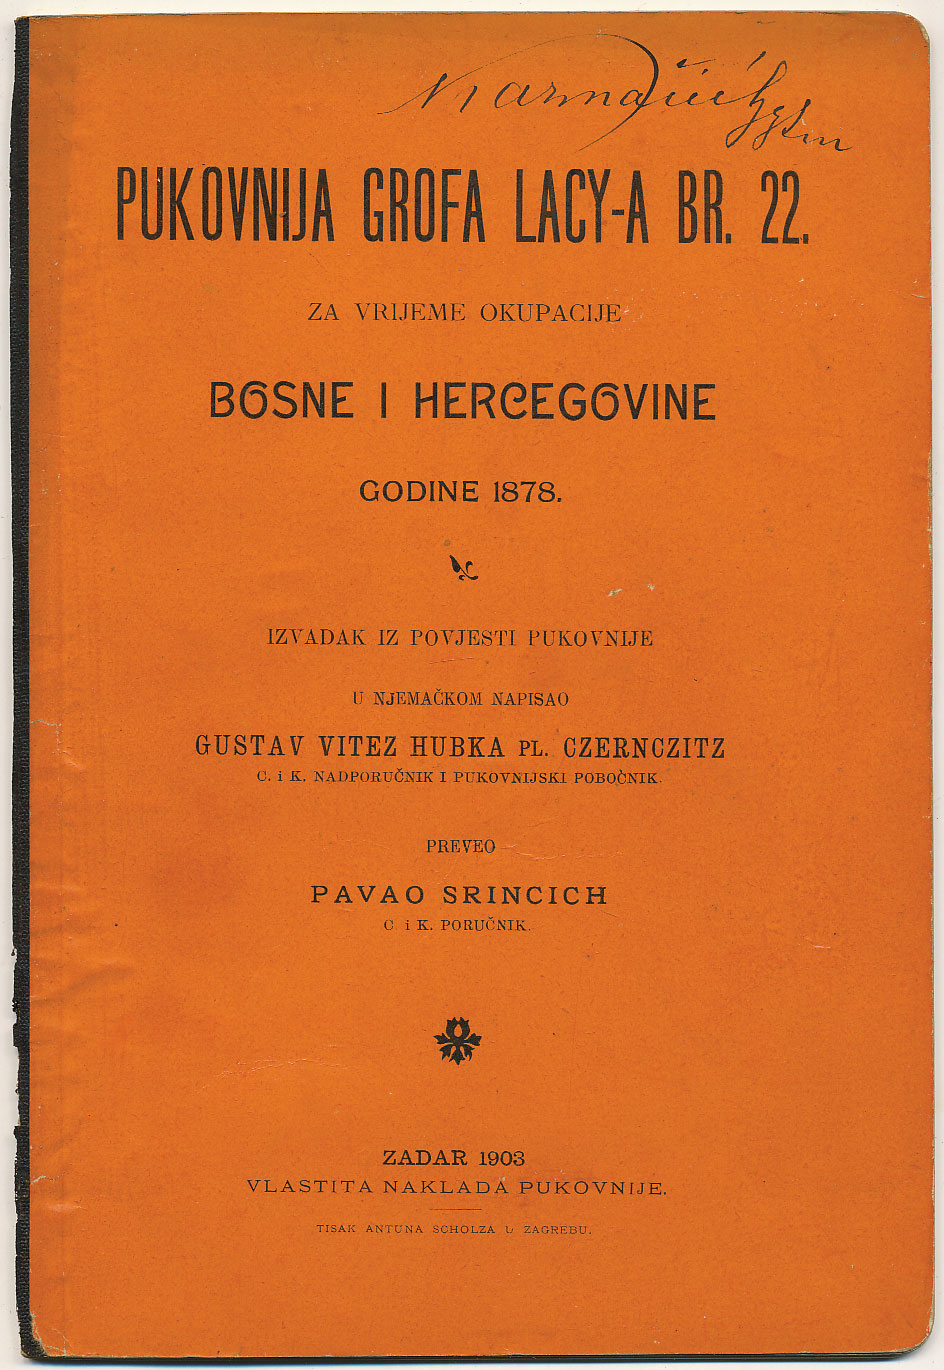 PUKOVNIJA GROFA LACY-A BR. 22.
ZA VRIJEME OKUPACIJE
BOSNE I HERCEGOVINE
GODINE 1878.
IZVADAK IZ POVJESTI PUKOVNIJE
U NJEMAČKOM NAPISAO
GUSTAV VITEZ HUBKA PL. CZERNCZITZ
C. i K. NADPORUČNIK I PUKOVNIJSKI POBOČNIK.
PREVEO
PAVAO SRINCICH
C i K. PORUČNIK.
ZADAR 1903
VLASTITA NAKLADA PUKOVNIJE.
TISAK ANTUNA SCHOLZA U ZAGREBU.